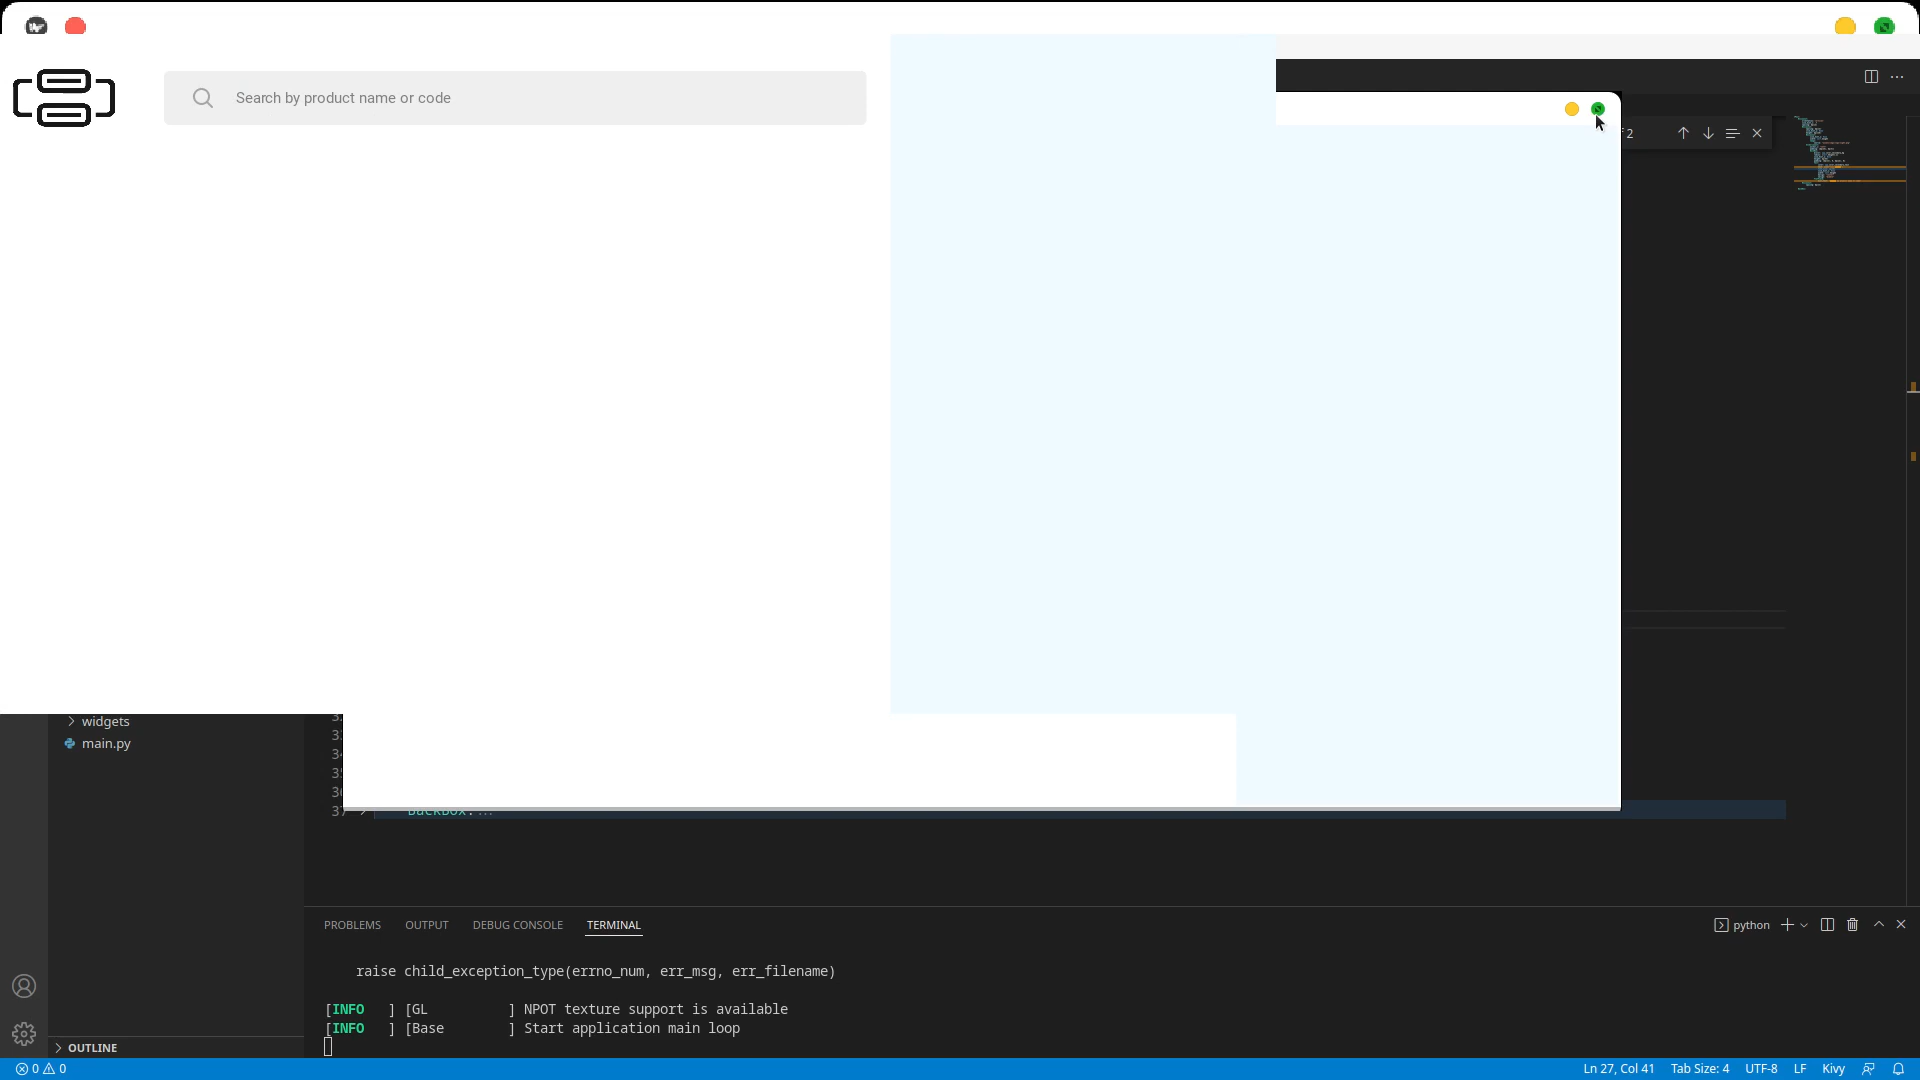 Search by product name or code
2
widgets
main.py
37
PROBLEMS OUTPUT DEBUG CONSOLE TERMINAL
python
raise child_exception_type(errno_num, err_msg, err_filename)
[INFO   ] [GL          ] NPOT texture support is available
[INFO   ] [Base        ] Start application main loop
OUTLINE
0 0
Ln 27, Col 41 Tab Size: 4 UTF-8 LF Kivy